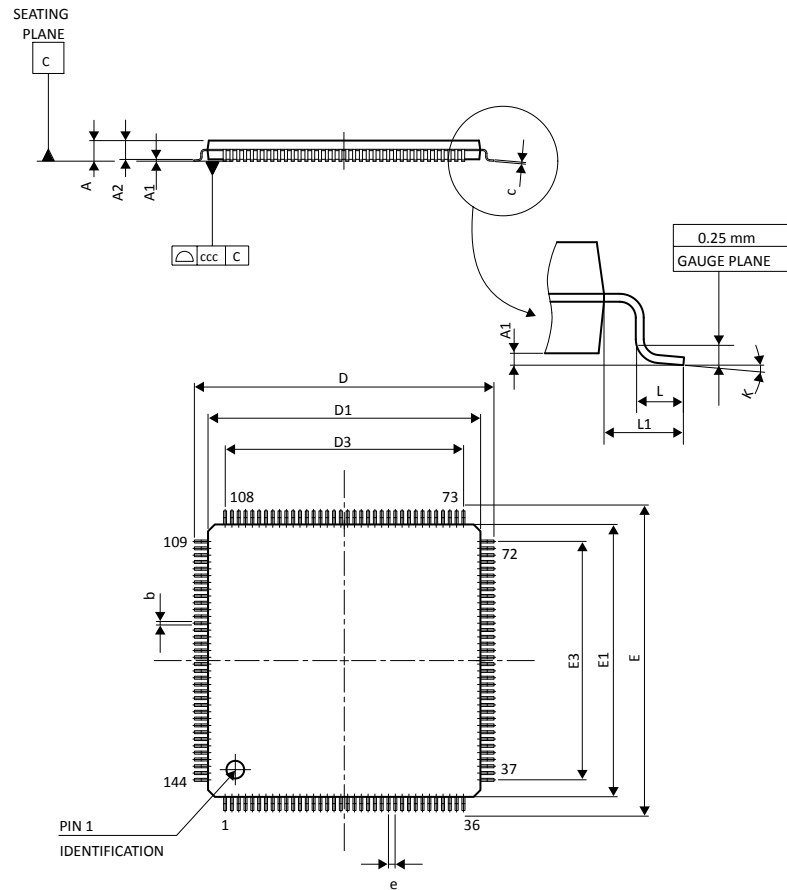 SEATING
PLANE
C
A
A2
A1
c
ccc
C
0.25 mm
GAUGE PLANE
A1
L
K
L1
D
D1
D3
108
73
109
72
b
E3
E1
E
144
37
PIN 1
IDENTIFICATION
1
36
e